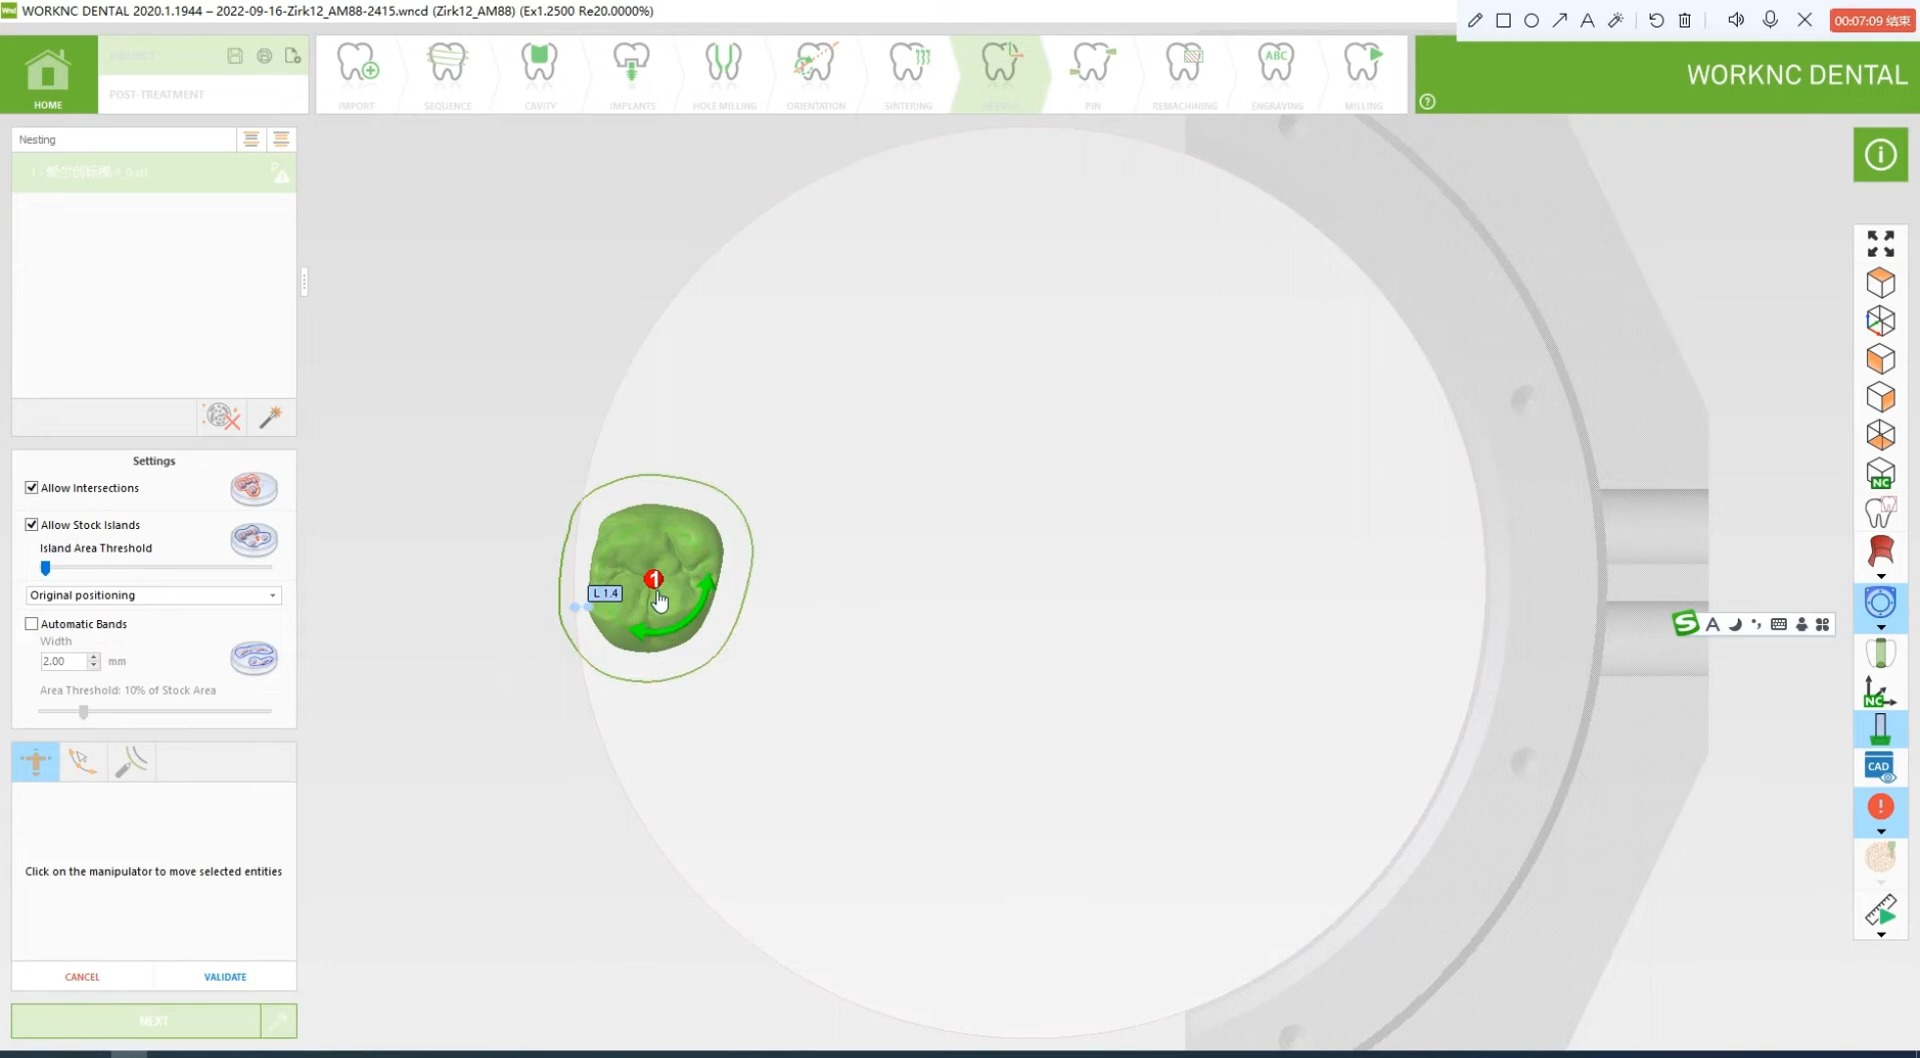 WORKNC DENTAL 2020.1.1944 – 2022-09-16-Zirk12_AM88-2415.wncd (Zirk12_AM88) (Ex1.2500 Re20.0000%)
A
00:07:09 结束
HOME
POST-TREATMENT
IMPORT
SEQUENCE
CAVITY
IMPLANTS
HOLE MILLING
ORIENTATION
SINTERING
PIN
REMACHINING
ABC
ENGRAVING
MILLING
WORKNC DENTAL
Nesting
Settings
Allow Intersections
Allow Stock Islands
Island Area Threshold
Original positioning
Automatic Bands
Width
2.00 mm
Area Threshold: 10% of Stock Area
Click on the manipulator to move selected entities
CANCEL VALIDATE
NEXT
1
L 1.4
S A
NC
NC
CAD